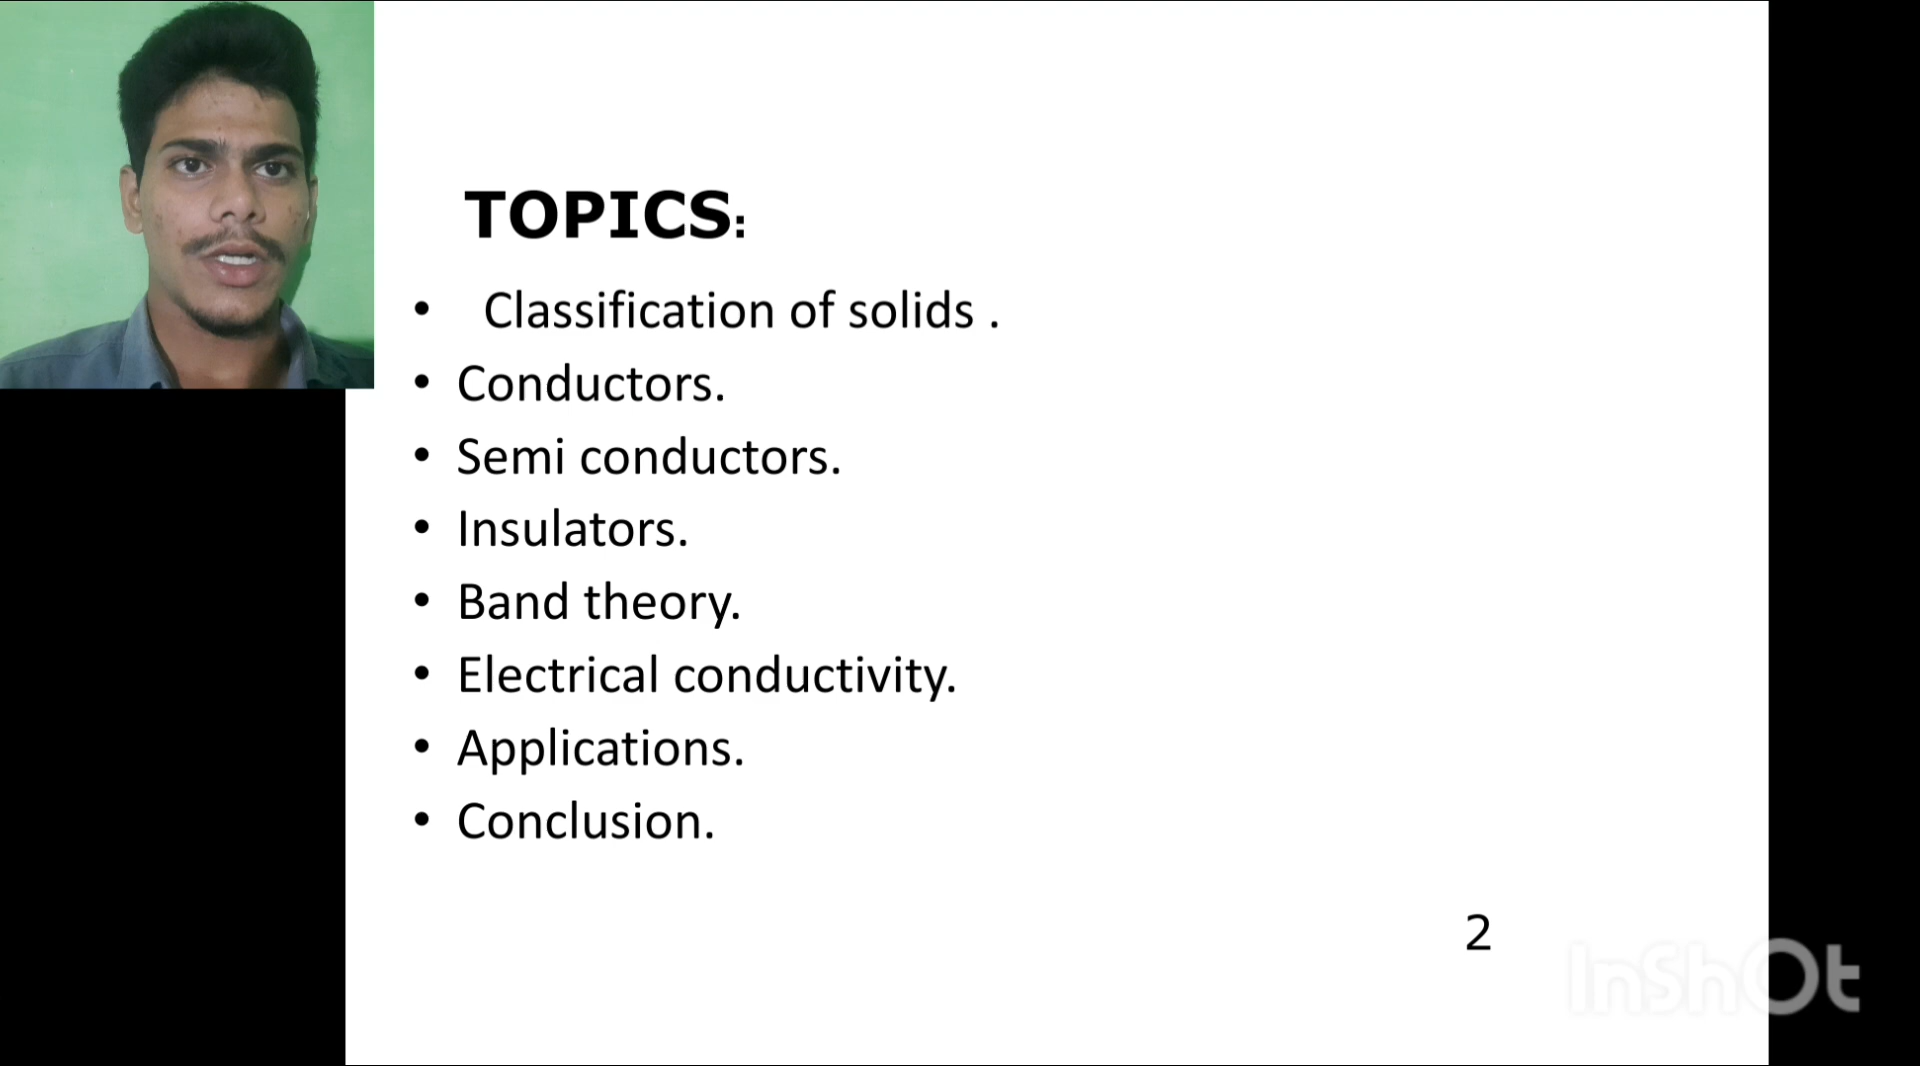 TOPICS:
• Classification of solids .
• Conductors.
• Semi conductors.
• Insulators.
• Band theory.
• Electrical conductivity.
• Applications.
• Conclusion.
2
InShOt